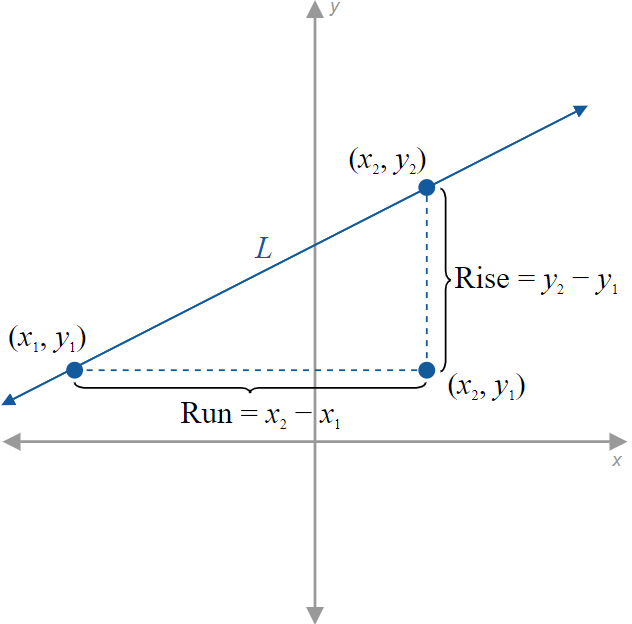 y
(x₂, y₂)
L
Rise = y₂ − y₁
(x₁, y₁)
(x₂, y₁)
Run = x₂ − x₁
x